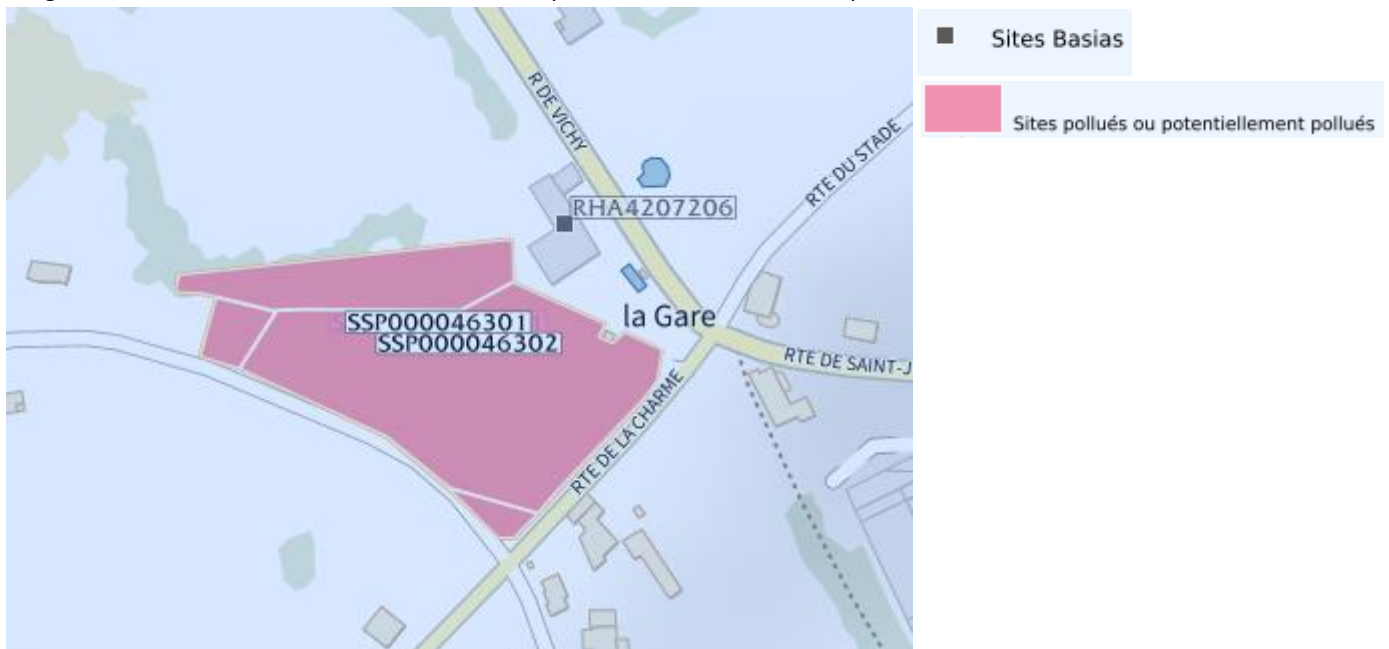 Sites Basias
Sites pollués ou potentiellement pollués
R DE VICHY
RTE DU STADE
RHA4207206
la Gare
SSP000046301
SSP000046302
RTE DE SAINT-J
RTE DE LA CHARME